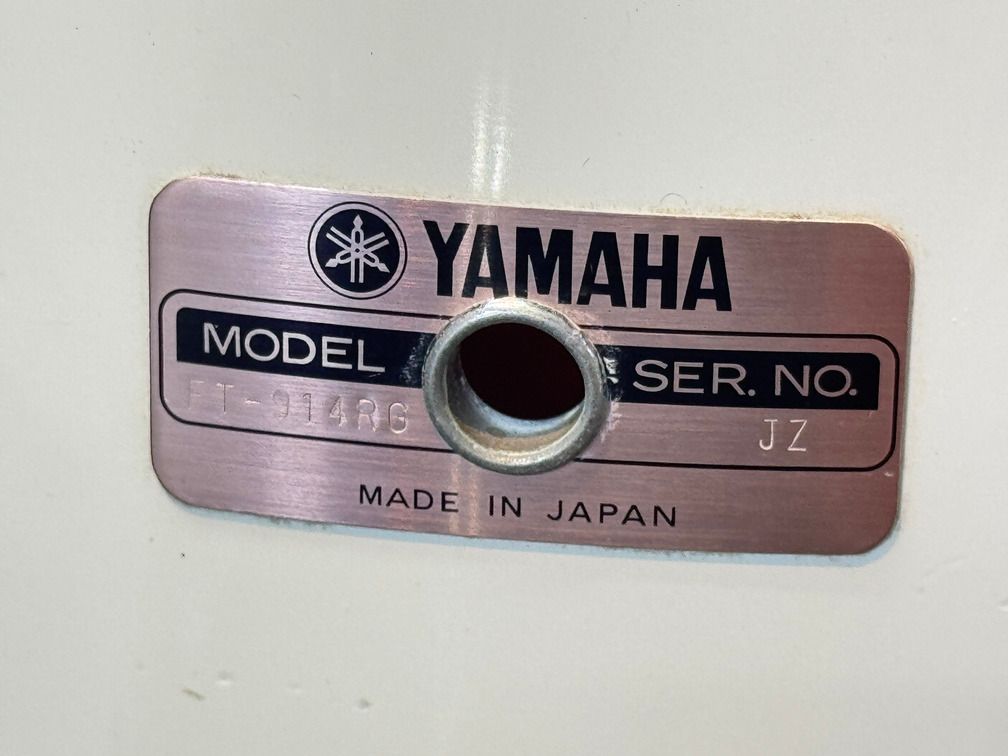 YAMAHA
MODEL SER. NO.
FT-914RG JZ
MADE IN JAPAN